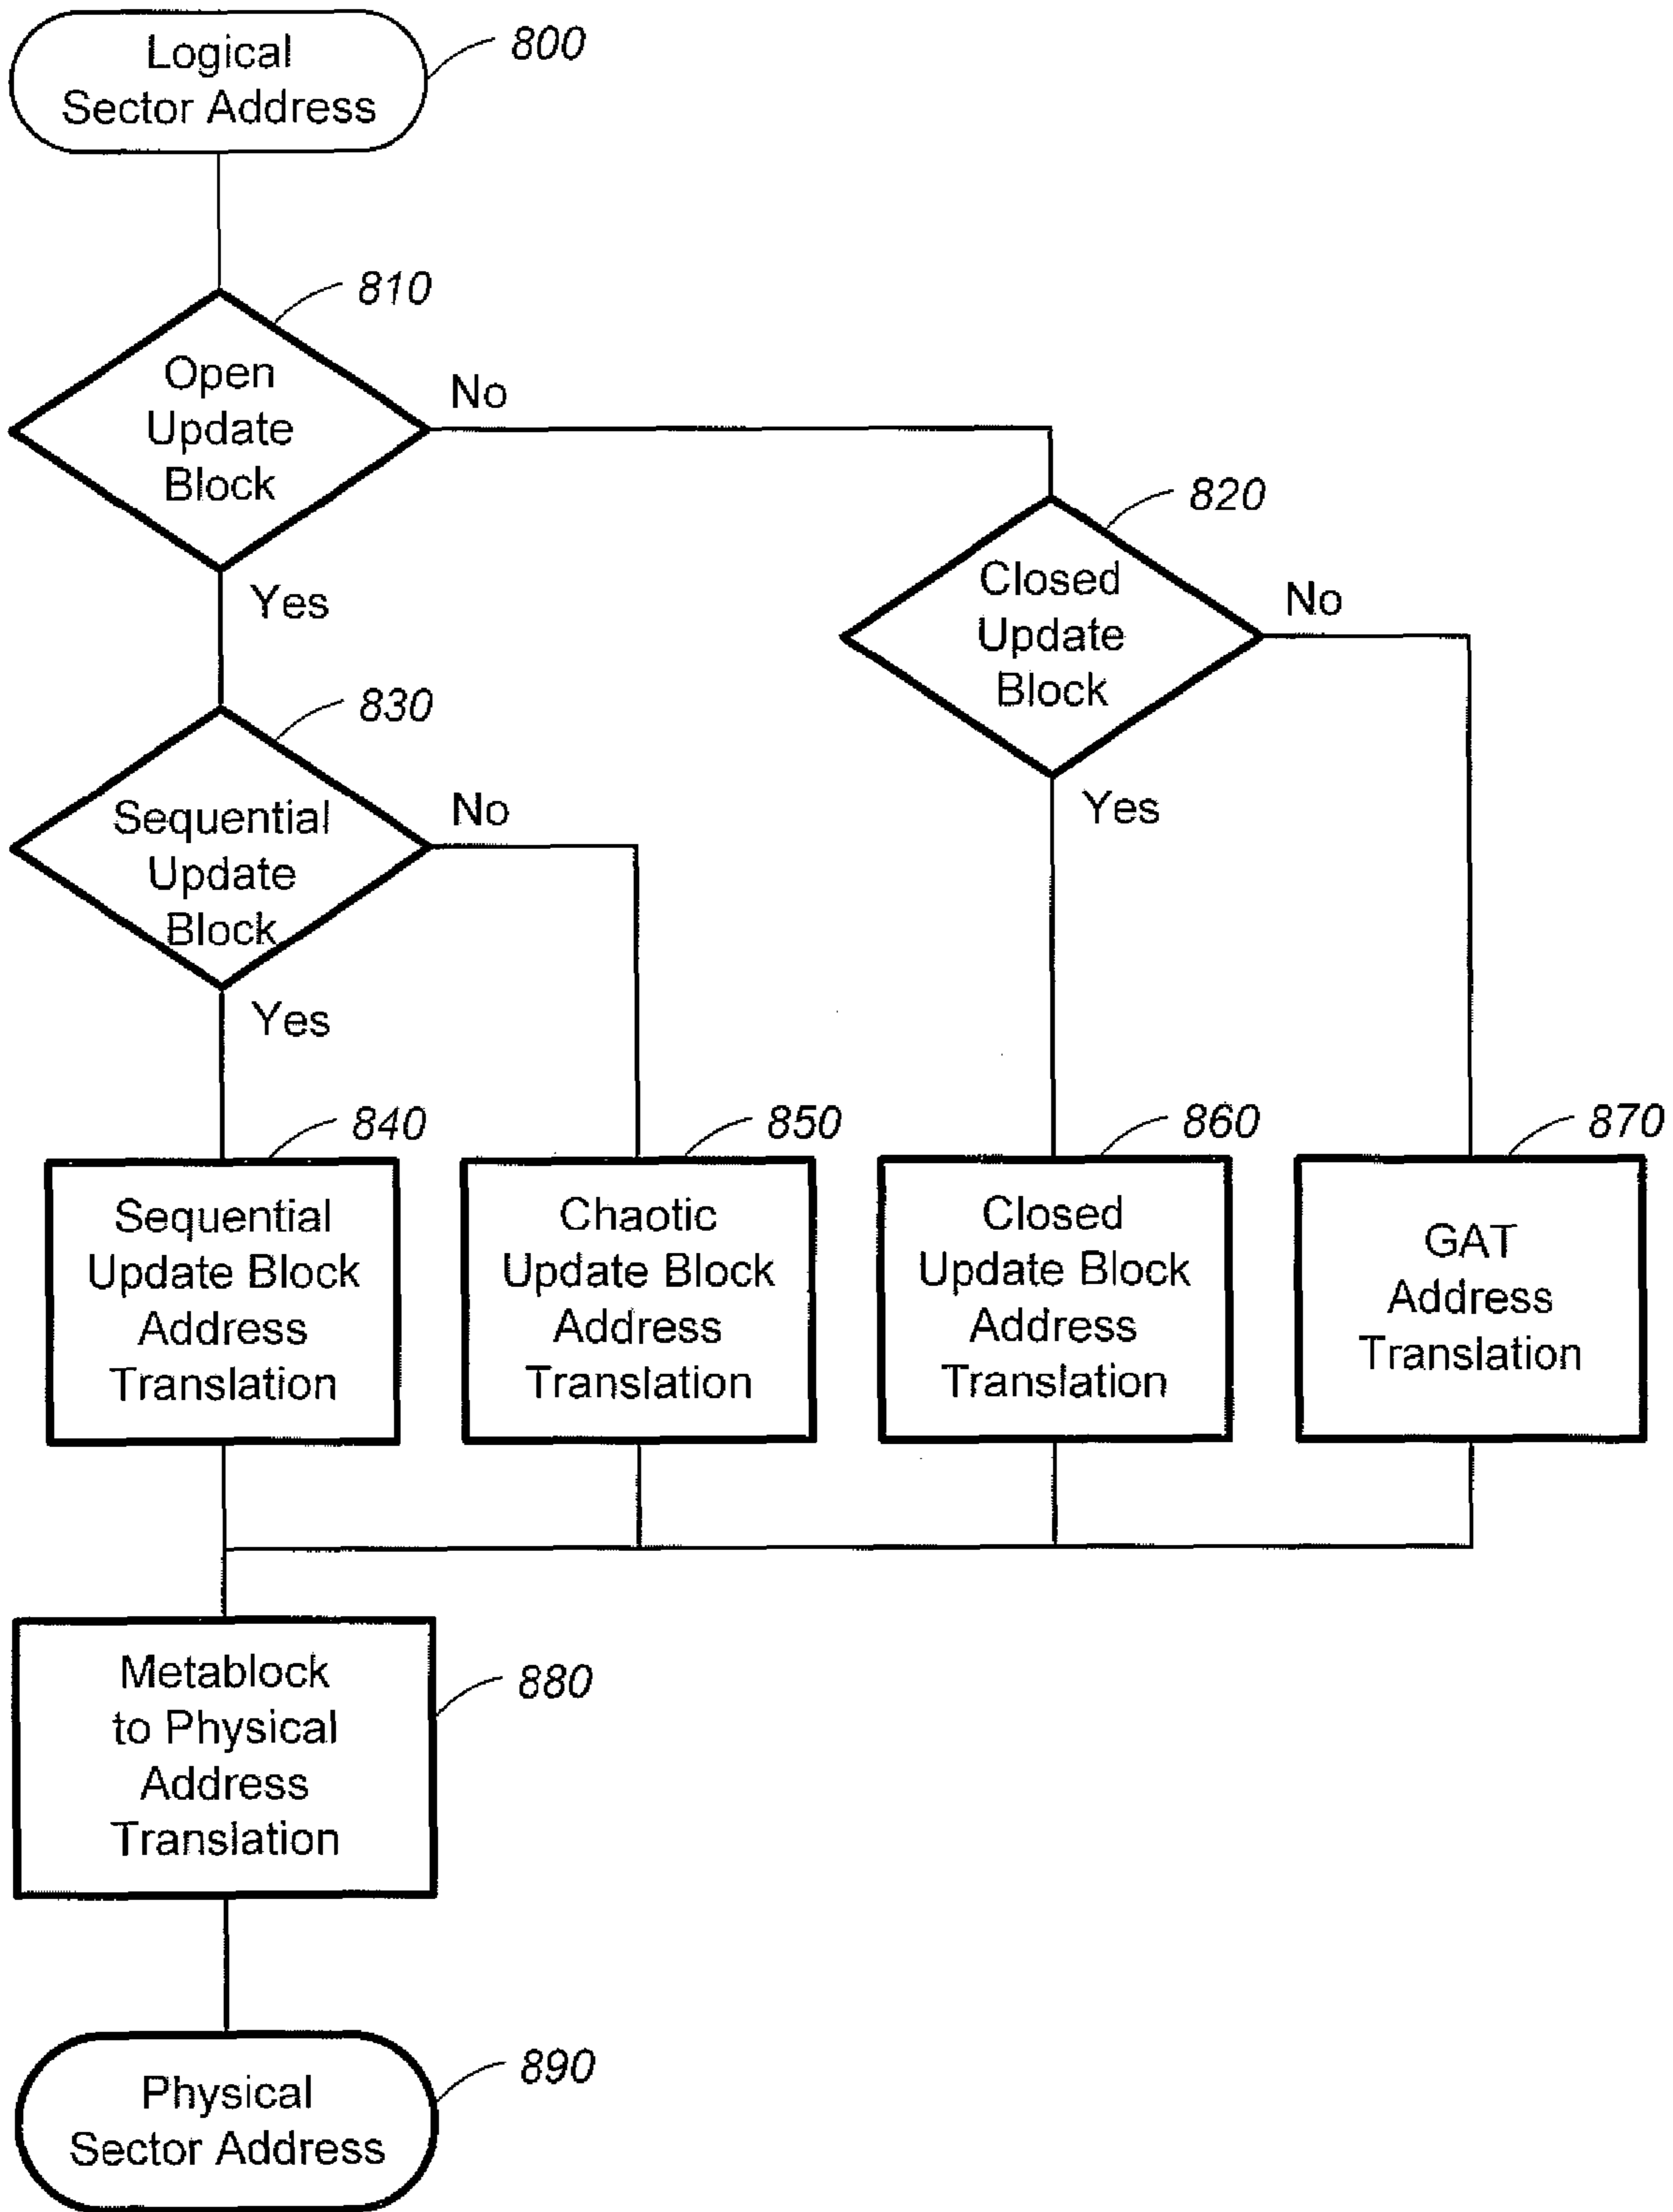 Logical
Sector Address
800
810
Open
Update
Block
No
Yes
820
Closed
Update
Block
No
Yes
830
Sequential
Update
Block
No
Yes
840
Sequential
Update Block
Address
Translation
850
Chaotic
Update Block
Address
Translation
860
Closed
Update Block
Address
Translation
870
GAT
Address
Translation
Metablock
to Physical
Address
Translation
880
Physical
Sector Address
890